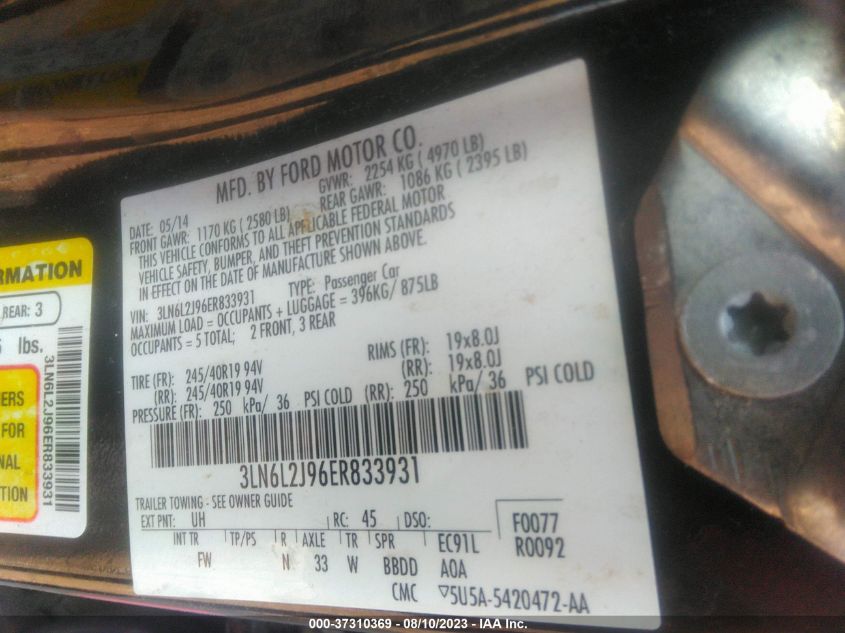 MFD. BY FORD MOTOR CO.
DATE: 05/14 GVWR: 2254 KG ( 4970 LB)
FRONT GAWR: 1170 KG ( 2580 LB) REAR GAWR: 1086 KG ( 2395 LB)
THIS VEHICLE CONFORMS TO ALL APPLICABLE FEDERAL MOTOR
VEHICLE SAFETY, BUMPER, AND THEFT PREVENTION STANDARDS
IN EFFECT ON THE DATE OF MANUFACTURE SHOWN ABOVE.
VIN: 3LN6L2J96ER833931 TYPE: Passenger Car
MAXIMUM LOAD = OCCUPANTS + LUGGAGE = 396KG/ 875LB
OCCUPANTS = 5 TOTAL; 2 FRONT, 3 REAR
TIRE (FR): 245/40R19 94V RIMS (FR): 19x8.0J
(RR): 245/40R19 94V (RR): 19x8.0J
PRESSURE (FR): 250 kPa/ 36 PSI COLD (RR): 250 kPa/ 36 PSI COLD
3LN6L2J96ER833931
TRAILER TOWING - SEE OWNER GUIDE
EXT PNT: UH RC: 45 DSO: F0077
INT TR TP/PS R AXLE TR SPR EC91L R0092
FW N 33 W BBDD A0A
CMC 5U5A-5420472-AA
RMATION
REAR: 3
lbs.
3LN6L2J96ER833931
ERS
FOR
NAL
TION
000-37310369 - 08/10/2023 - IAA Inc.